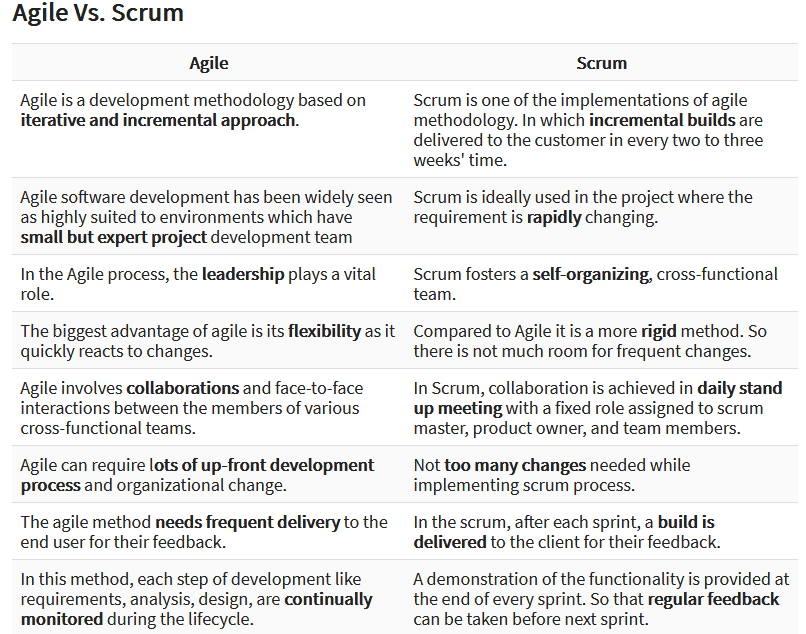 Agile Vs. Scrum
Agile
Scrum
Agile is a development methodology based on
iterative and incremental approach.
Scrum is one of the implementations of agile
methodology. In which incremental builds are
delivered to the customer in every two to three
weeks' time.
Agile software development has been widely seen
as highly suited to environments which have
small but expert project development team
Scrum is ideally used in the project where the
requirement is rapidly changing.
In the Agile process, the leadership plays a vital
role.
Scrum fosters a self-organizing, cross-functional
team.
The biggest advantage of agile is its flexibility as it
quickly reacts to changes.
Compared to Agile it is a more rigid method. So
there is not much room for frequent changes.
Agile involves collaborations and face-to-face
interactions between the members of various
cross-functional teams.
In Scrum, collaboration is achieved in daily stand
up meeting with a fixed role assigned to scrum
master, product owner, and team members.
Agile can require lots of up-front development
process and organizational change.
Not too many changes needed while
implementing scrum process.
The agile method needs frequent delivery to the
end user for their feedback.
In the scrum, after each sprint, a build is
delivered to the client for their feedback.
In this method, each step of development like
requirements, analysis, design, are continually
monitored during the lifecycle.
A demonstration of the functionality is provided at
the end of every sprint. So that regular feedback
can be taken before next sprint.